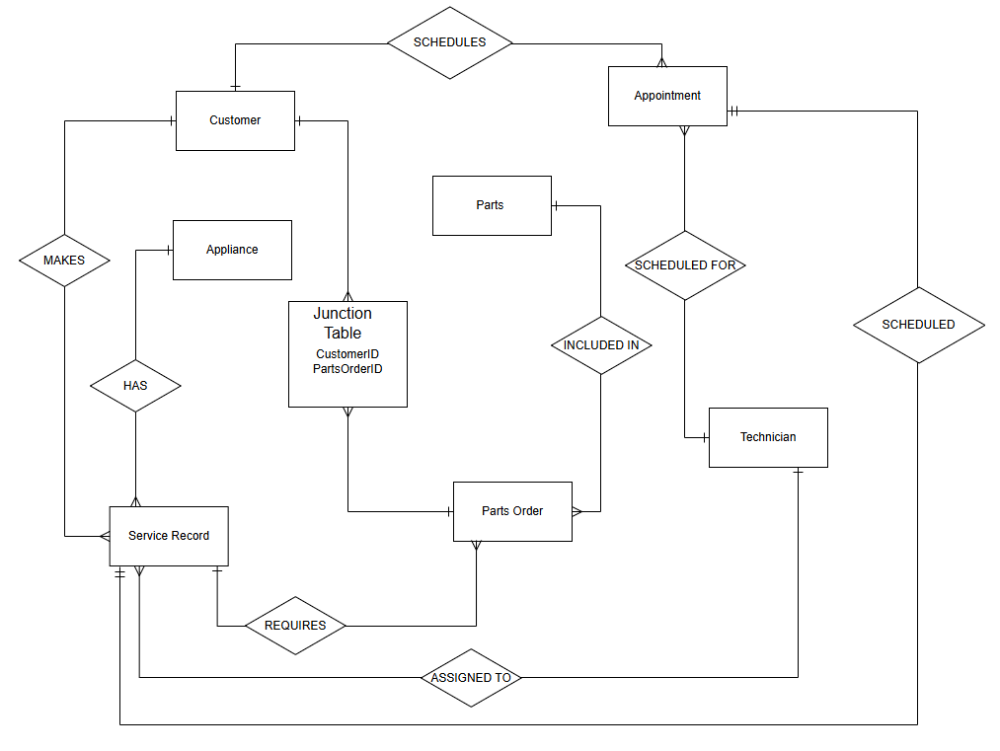 SCHEDULES
Appointment
Customer
Parts
Appliance
MAKES
SCHEDULED FOR
Junction
Table
CustomerID
PartsOrderID
SCHEDULED
INCLUDED IN
HAS
Technician
Parts Order
Service Record
REQUIRES
ASSIGNED TO